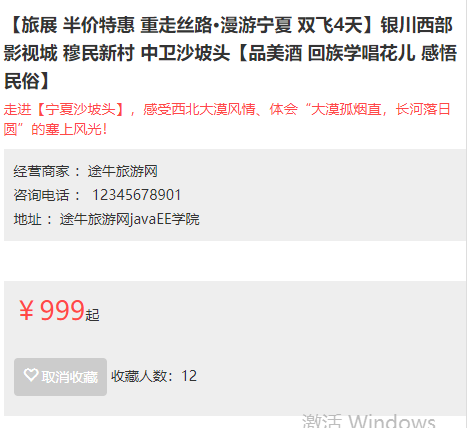 【旅展 半价特惠 重走丝路•漫游宁夏 双飞4天】银川西部
影视城 穆民新村 中卫沙坡头【品美酒 回族学唱花儿 感悟
民俗】
走进【宁夏沙坡头】，感受西北大漠风情、体会“大漠孤烟直，长河落日
圆”的塞上风光！
经营商家 ：途牛旅游网
咨询电话 ： 12345678901
地址 ：途牛旅游网javaEE学院
￥999起
取消收藏 收藏人数：12
激活 Windows